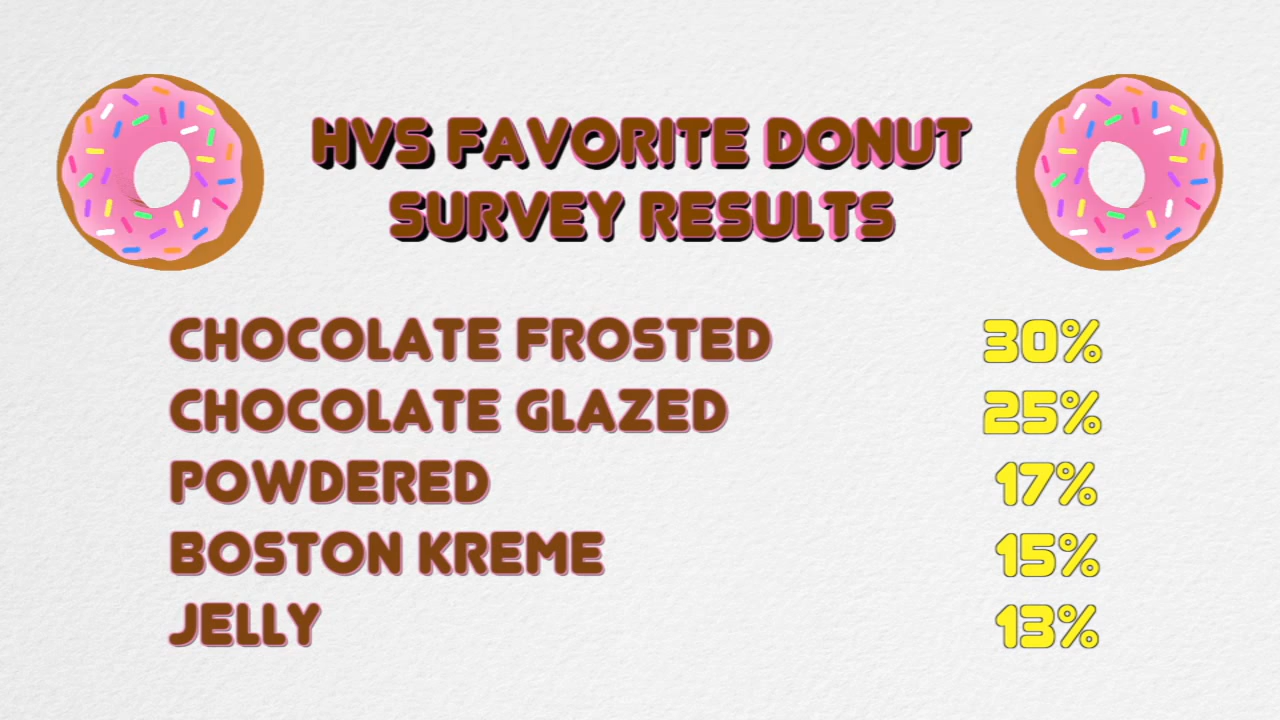 HVS FAVORITE DONUT
SURVEY RESULTS
CHOCOLATE FROSTED 30%
CHOCOLATE GLAZED 25%
POWDERED 17%
BOSTON KREME 15%
JELLY 13%